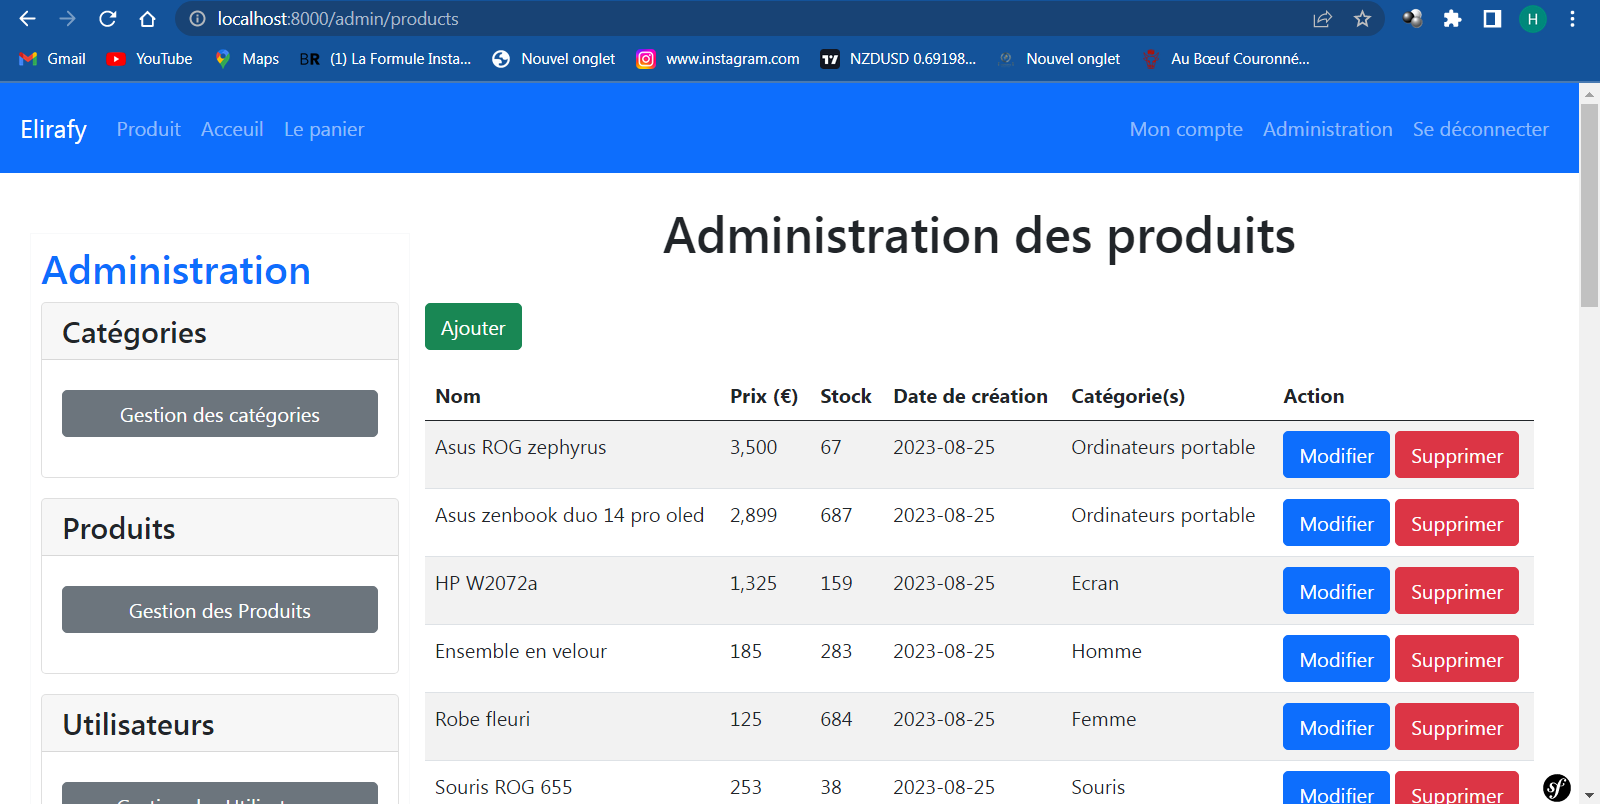 localhost:8000/admin/products
Gmail YouTube Maps BR (1) La Formule Insta... Nouvel onglet www.instagram.com NZDUSD 0.69198... Nouvel onglet Au Bœuf Couronné...
H
Elirafy Produit Acceuil Le panier Mon compte Administration Se déconnecter
Administration des produits
Administration
Catégories
Gestion des catégories
Produits
Gestion des Produits
Utilisateurs
Ajouter
Nom Prix (€) Stock Date de création Catégorie(s) Action
Asus ROG zephyrus 3,500 67 2023-08-25 Ordinateurs portable Modifier Supprimer
Asus zenbook duo 14 pro oled 2,899 687 2023-08-25 Ordinateurs portable Modifier Supprimer
HP W2072a 1,325 159 2023-08-25 Ecran Modifier Supprimer
Ensemble en velour 185 283 2023-08-25 Homme Modifier Supprimer
Robe fleuri 125 684 2023-08-25 Femme Modifier Supprimer
Souris ROG 655 253 38 2023-08-25 Souris Modifier Supprimer
sf